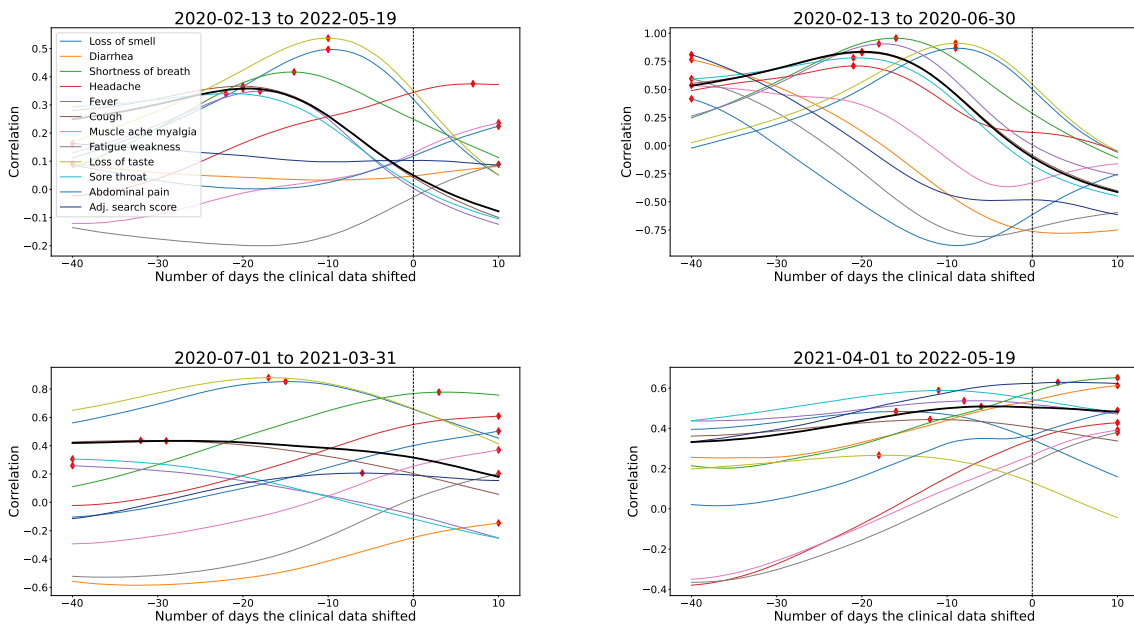 2020-02-13 to 2022-05-19
Correlation
0.5
0.4
0.3
0.2
0.1
0.0
−0.1
−0.2
Loss of smell
Diarrhea
Shortness of breath
Headache
Fever
Cough
Muscle ache myalgia
Fatigue weakness
Loss of taste
Sore throat
Abdominal pain
Adj. search score
−40 −30 −20 −10 0 10
Number of days the clinical data shifted
2020-02-13 to 2020-06-30
Correlation
1.00
0.75
0.50
0.25
0.00
−0.25
−0.50
−0.75
−40 −30 −20 −10 0 10
Number of days the clinical data shifted
2020-07-01 to 2021-03-31
Correlation
0.8
0.6
0.4
0.2
0.0
−0.2
−0.4
−0.6
−40 −30 −20 −10 0 10
Number of days the clinical data shifted
2021-04-01 to 2022-05-19
Correlation
0.6
0.4
0.2
0.0
−0.2
−0.4
−40 −30 −20 −10 0 10
Number of days the clinical data shifted